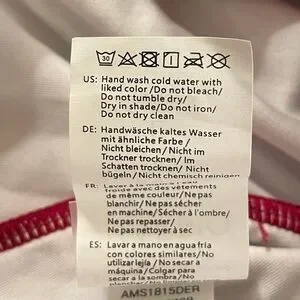 30
US: Hand wash cold water with
liked color /Do not bleach/
Do not tumble dry/
Dry in shade/Do not iron/
Do not dry clean
DE: Handwäsche kaltes Wasser
mit ähnliche Farbe /
Nicht bleichen / Nicht im
Trockner trocknen/ Im
Schatten trocknen/ Nicht
bügeln/Nicht chemisch reinigen
FR: Laver à la main à l'eau
froide avec des vêtements
de même couleur/Ne pas
blanchir/Ne pas sécher
en machine/ Sécher à l'ombre/
Ne pas repasser/
Ne pas nettoyer à sec
ES: Lavar a mano en agua fría
con colores similares/No
utilizar lejía / No secar a
máquina/ Colgar para
secar a la sombra/No
planchar/No
AMS1815DER